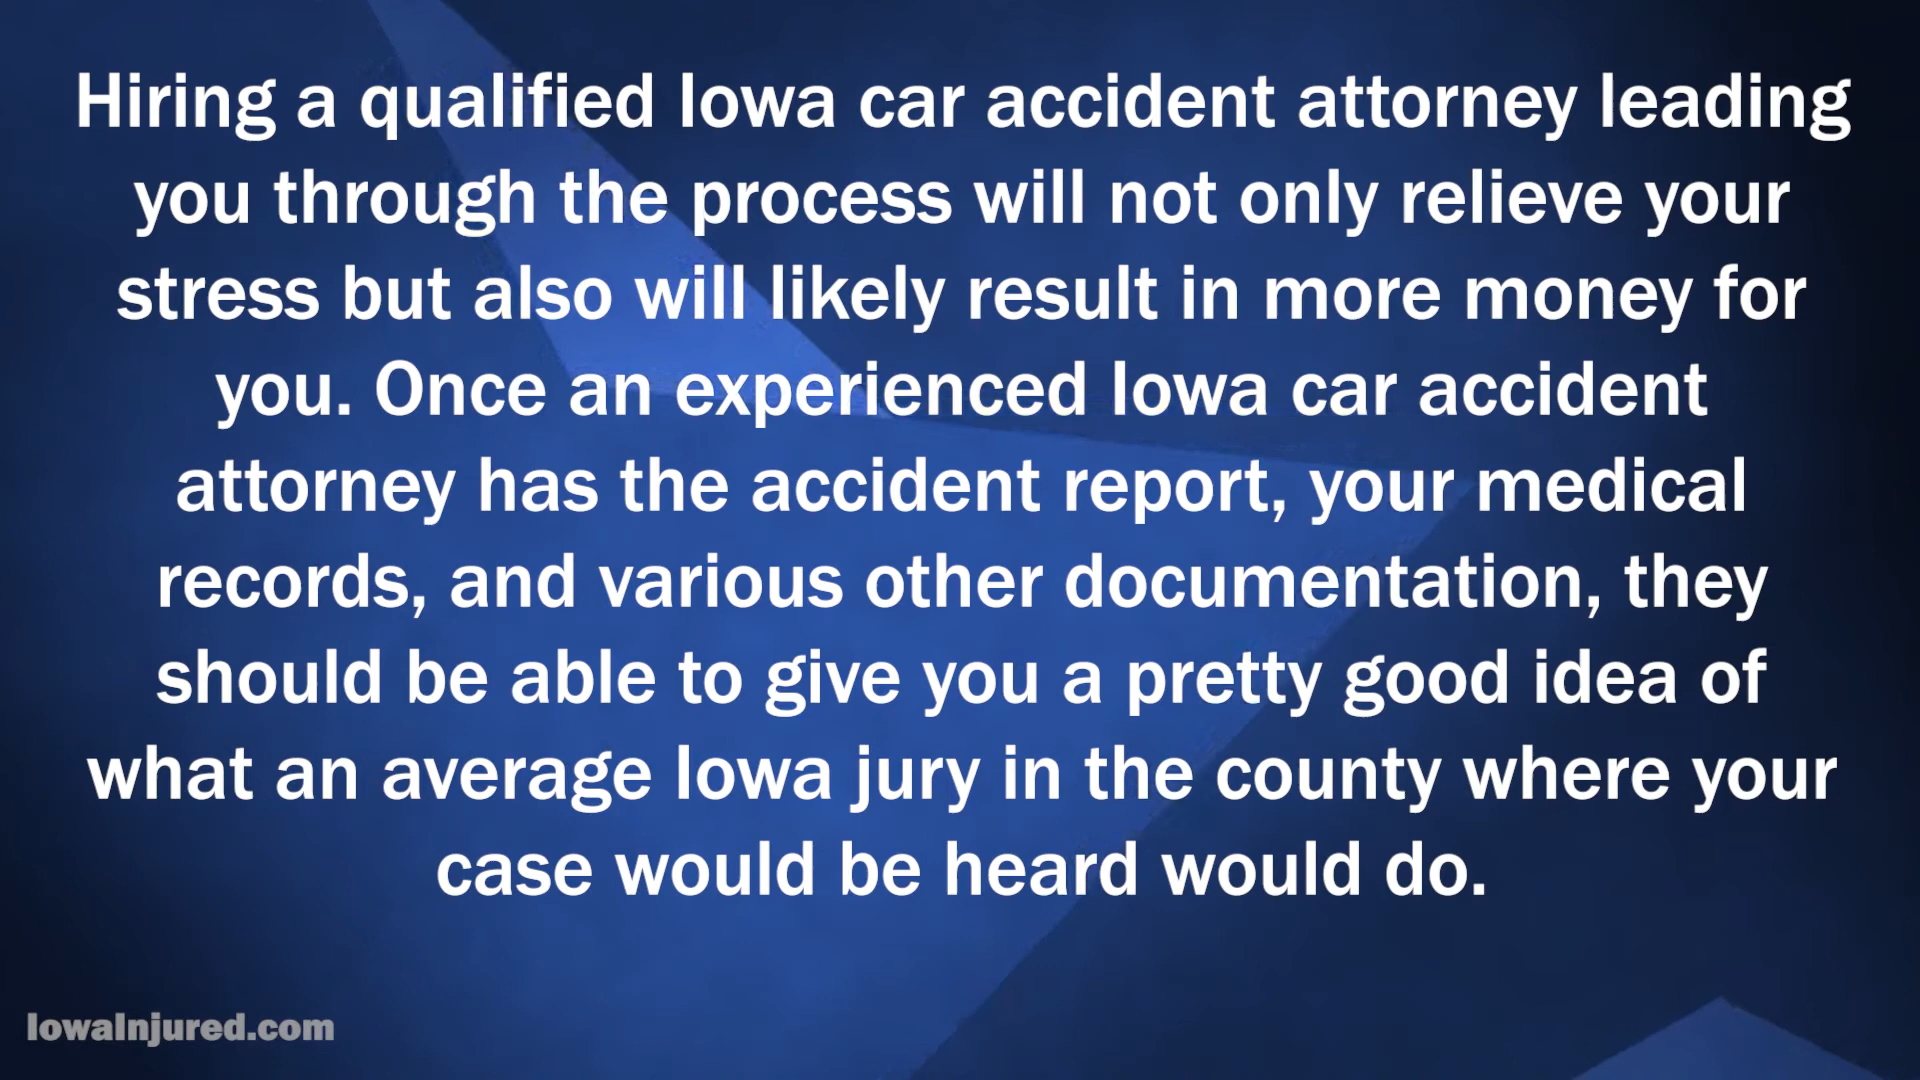 Hiring a qualified Iowa car accident attorney leading
you through the process will not only relieve your
stress but also will likely result in more money for
you. Once an experienced Iowa car accident
attorney has the accident report, your medical
records, and various other documentation, they
should be able to give you a pretty good idea of
what an average Iowa jury in the county where your
case would be heard would do.
IowaInjured.com